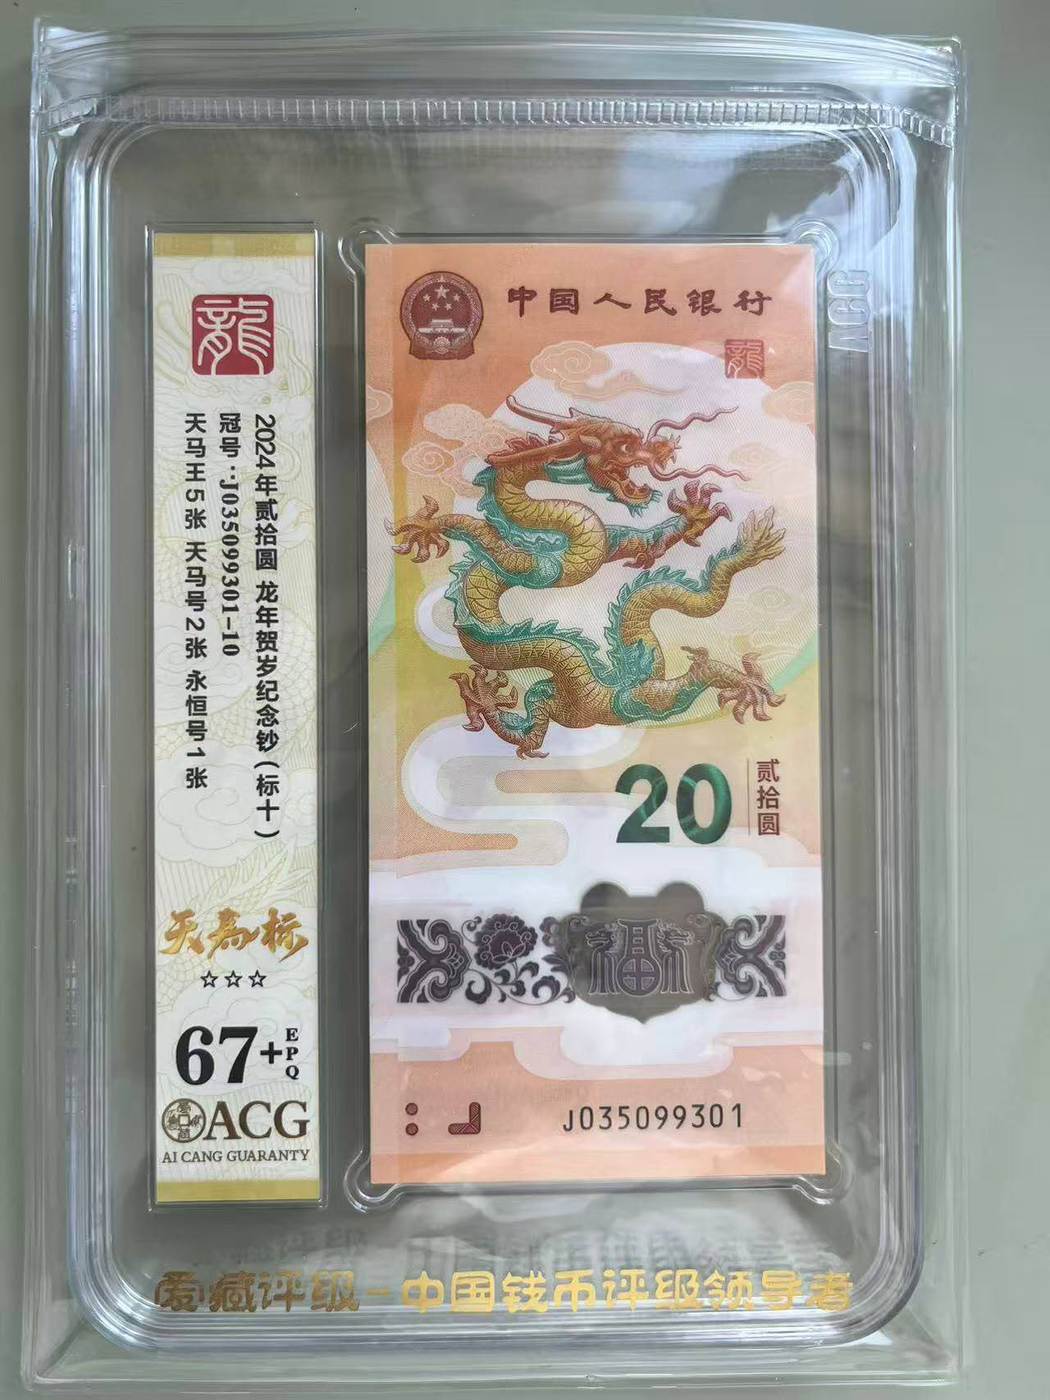 龍
2024年贰拾圆 龙年贺岁纪念钞(标十)
冠号:J035099301-10
天马王5张 天马号2张 永恒号1张
天马标
☆☆☆
67+
EPQ
ACG
AI CANG GUARANTY
中国人民银行
龍
20
贰拾圆
福
J035099301
ACG
爱藏评级-中国钱币评级领导者